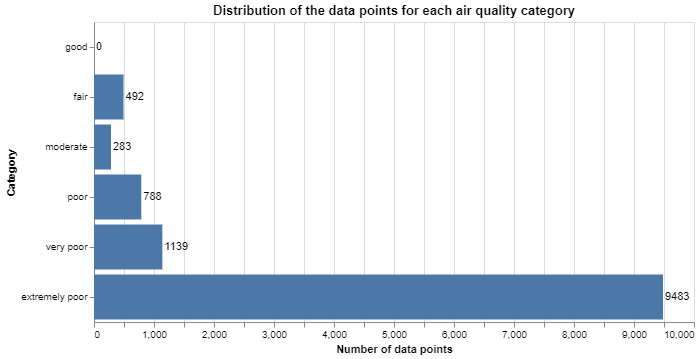 Distribution of the data points for each air quality category
good 0
fair 492
moderate 283
poor 788
very poor 1139
extremely poor 9483
Category
0 1,000 2,000 3,000 4,000 5,000 6,000 7,000 8,000 9,000 10,000
Number of data points